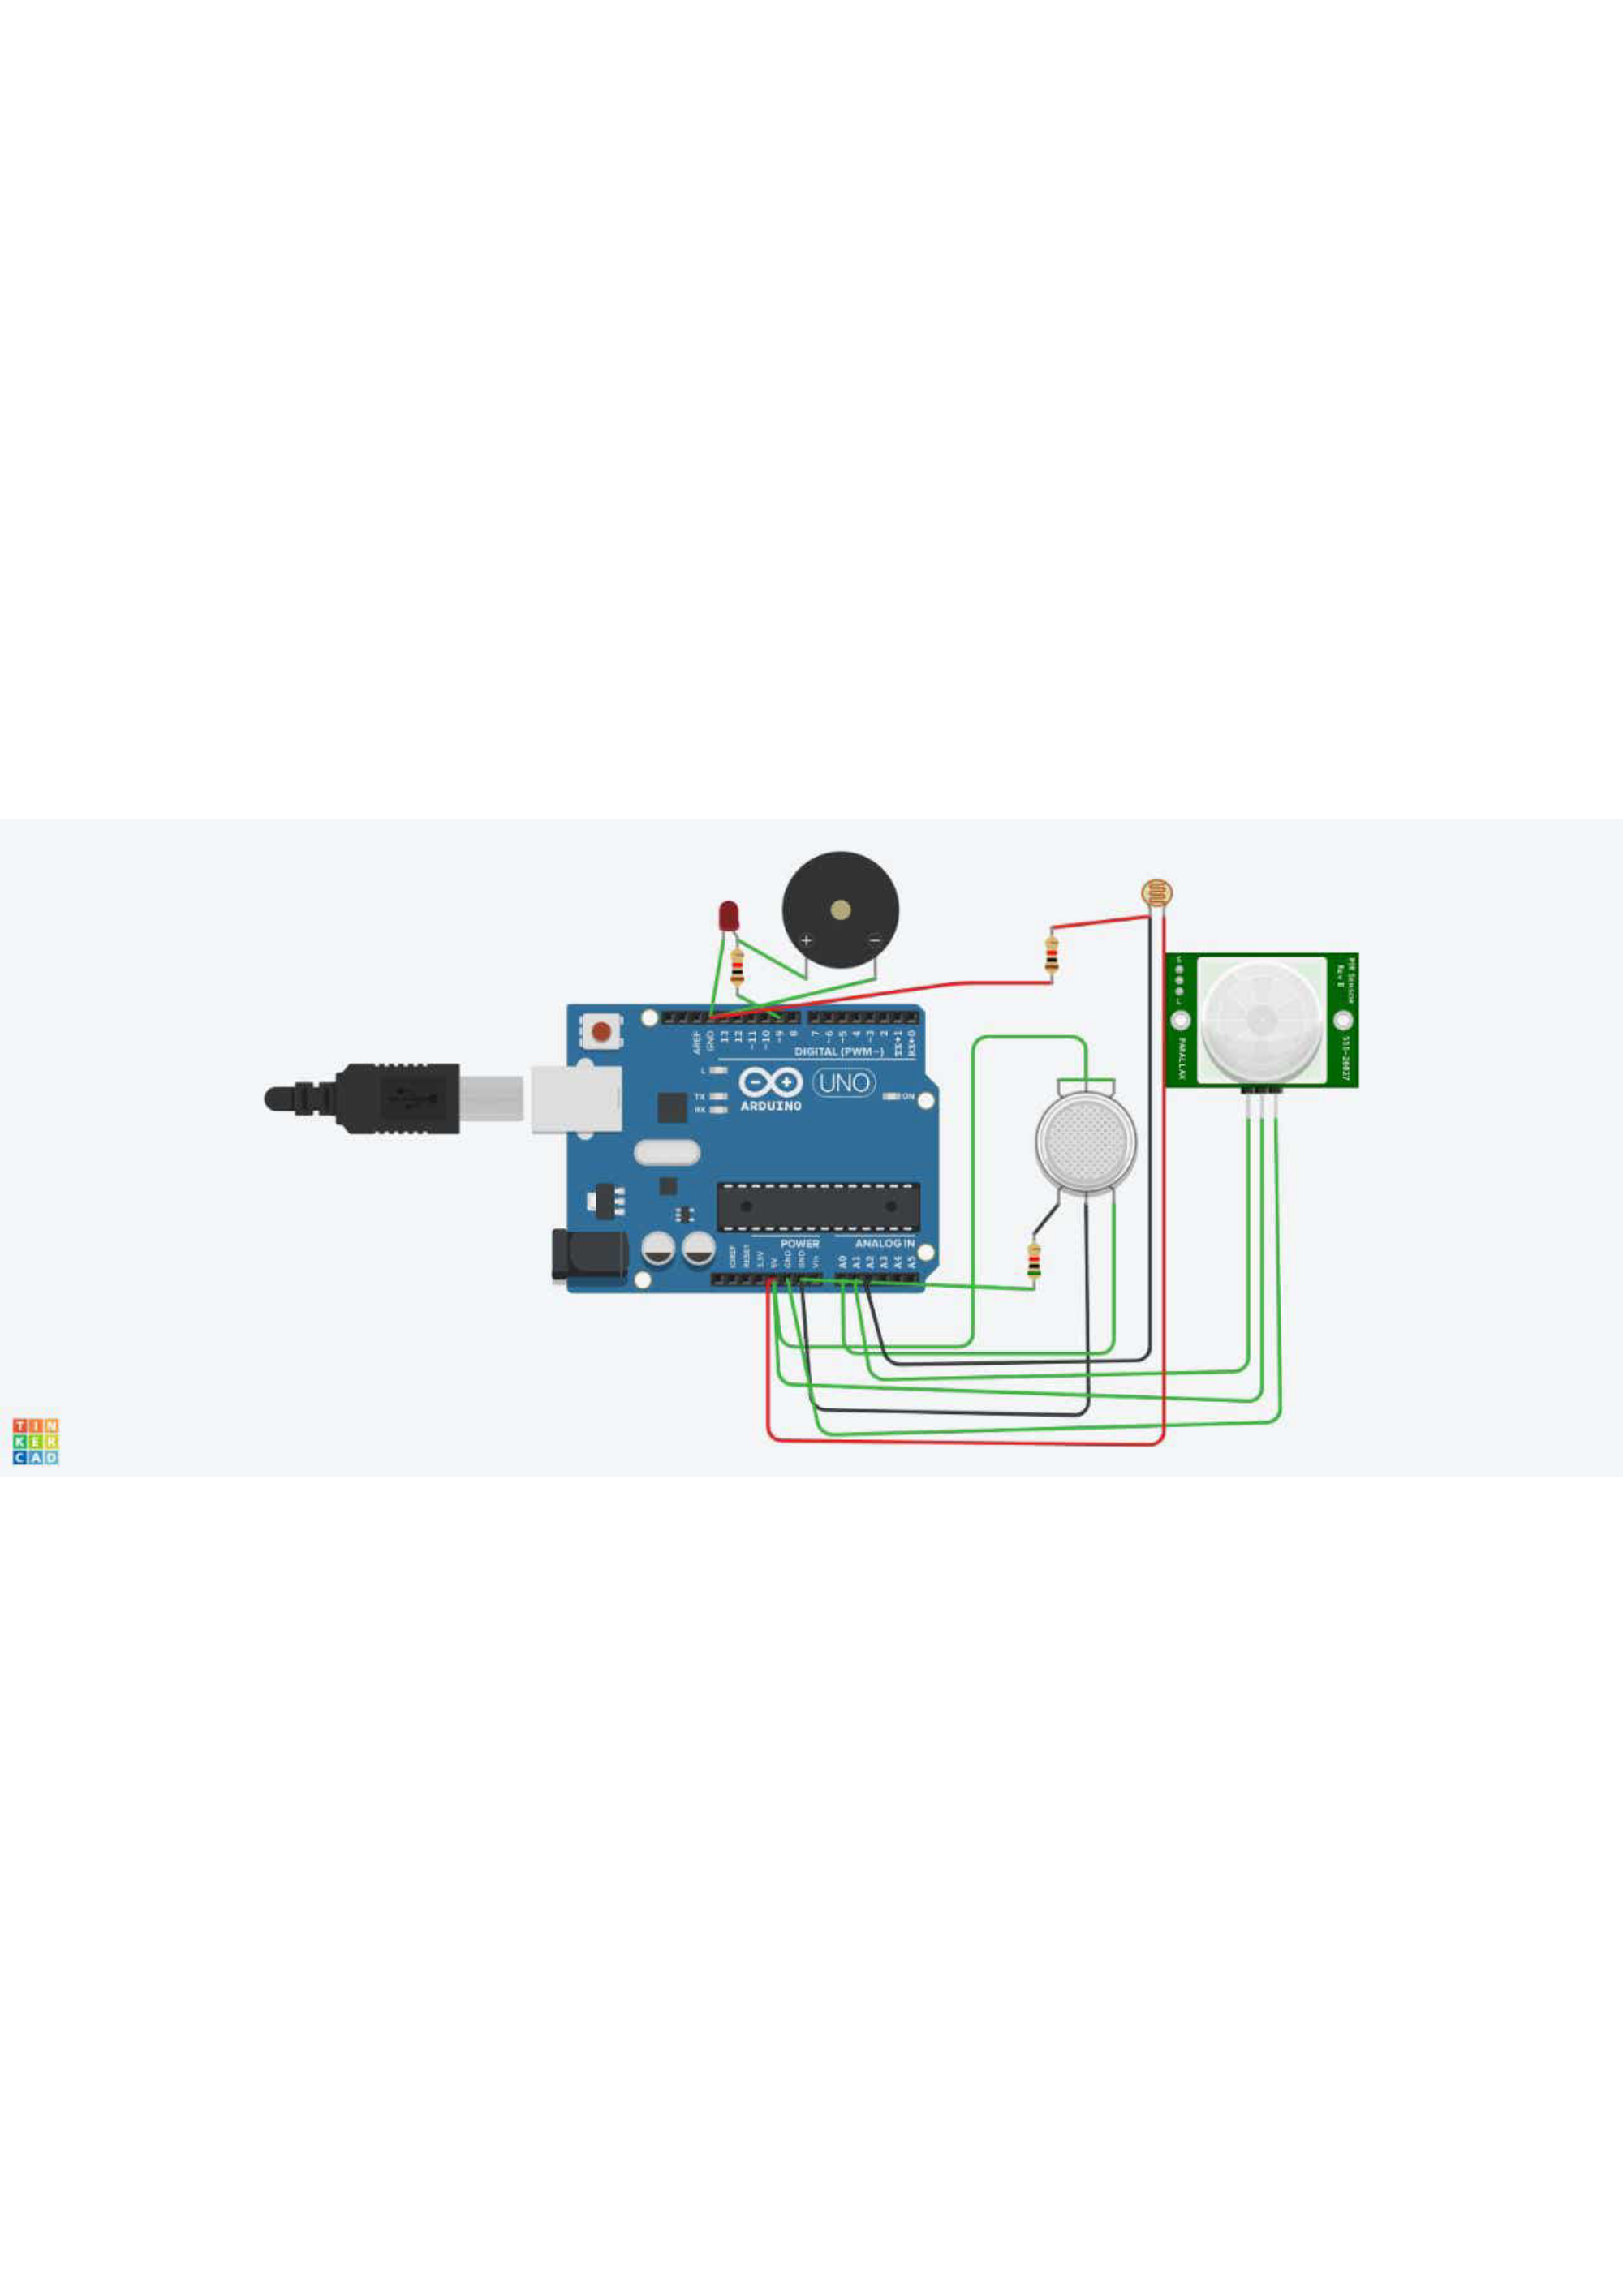 + −
AREF
GND
13
12
~11
~10
~9
8
7
~6
~5
4
~3
2
TX→1
RX←0
DIGITAL (PWM~)
L
TX
RX
ARDUINO
UNO
ON
PIR Sensor
Rev B
555-28027
PARALLAX
POWER
ANALOG IN
IOREF
RESET
3.3V
5V
GND
GND
Vin
A0
A1
A2
A3
A4
A5
TIN
KER
CAD